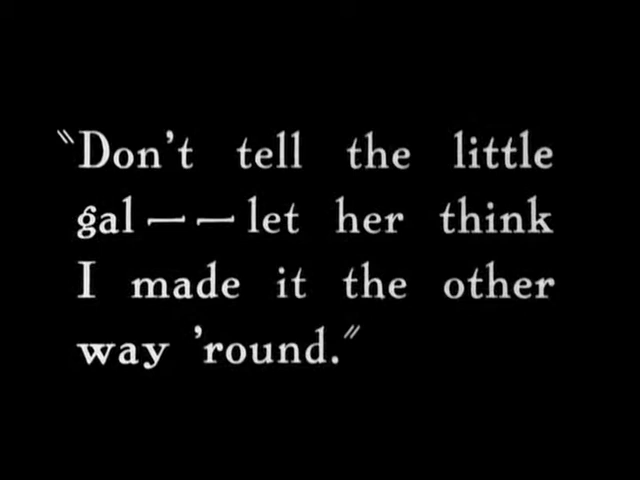 "Don't tell the little
gal——let her think
I made it the other
way 'round."